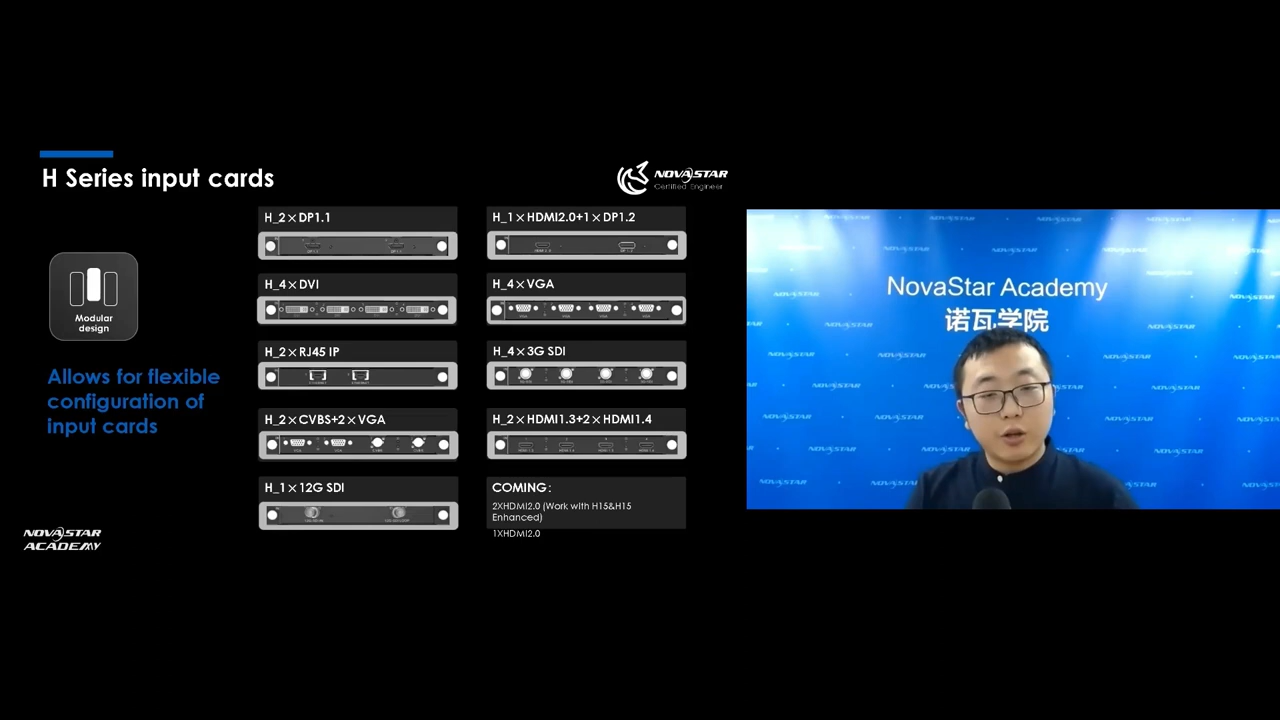 H Series input cards
NOVASTAR
Certified Engineer
H_2×DP1.1
H_1×HDMI2.0+1×DP1.2
H_4×DVI
H_4×VGA
Modular
design
H_2×RJ45 IP
H_4×3G SDI
Allows for flexible
configuration of
input cards
H_2×CVBS+2×VGA
H_2×HDMI1.3+2×HDMI1.4
H_1×12G SDI
COMING:
2XHDMI2.0 (Work with H15&H15
Enhanced)
1XHDMI2.0
NOVASTAR
ACADEMY
NovaStar Academy
诺瓦学院